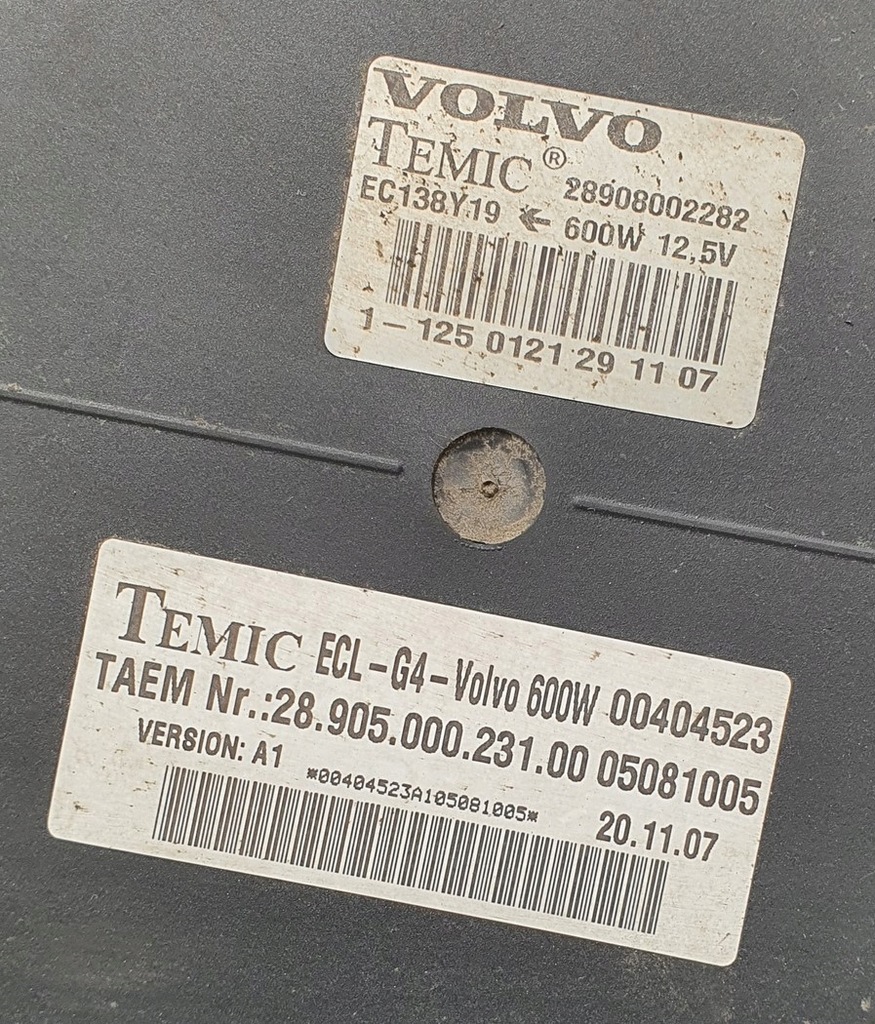 VOLVO
TEMIC® 28908002282
EC138Y19 600W 12,5V
1-125 0121 29 11 07
TEMIC ECL-G4-Volvo 600W 00404523
TAEM Nr.:28.905.000.231.00 05081005
VERSION: A1 *00404523A105081005* 20.11.07